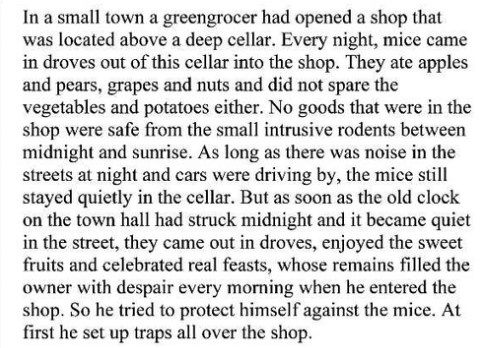 In a small town a greengrocer had opened a shop that
was located above a deep cellar. Every night, mice came
in droves out of this cellar into the shop. They ate apples
and pears, grapes and nuts and did not spare the
vegetables and potatoes either. No goods that were in the
shop were safe from the small intrusive rodents between
midnight and sunrise. As long as there was noise in the
streets at night and cars were driving by, the mice still
stayed quietly in the cellar. But as soon as the old clock
on the town hall had struck midnight and it became quiet
in the street, they came out in droves, enjoyed the sweet
fruits and celebrated real feasts, whose remains filled the
owner with despair every morning when he entered the
shop. So he tried to protect himself against the mice. At
first he set up traps all over the shop.